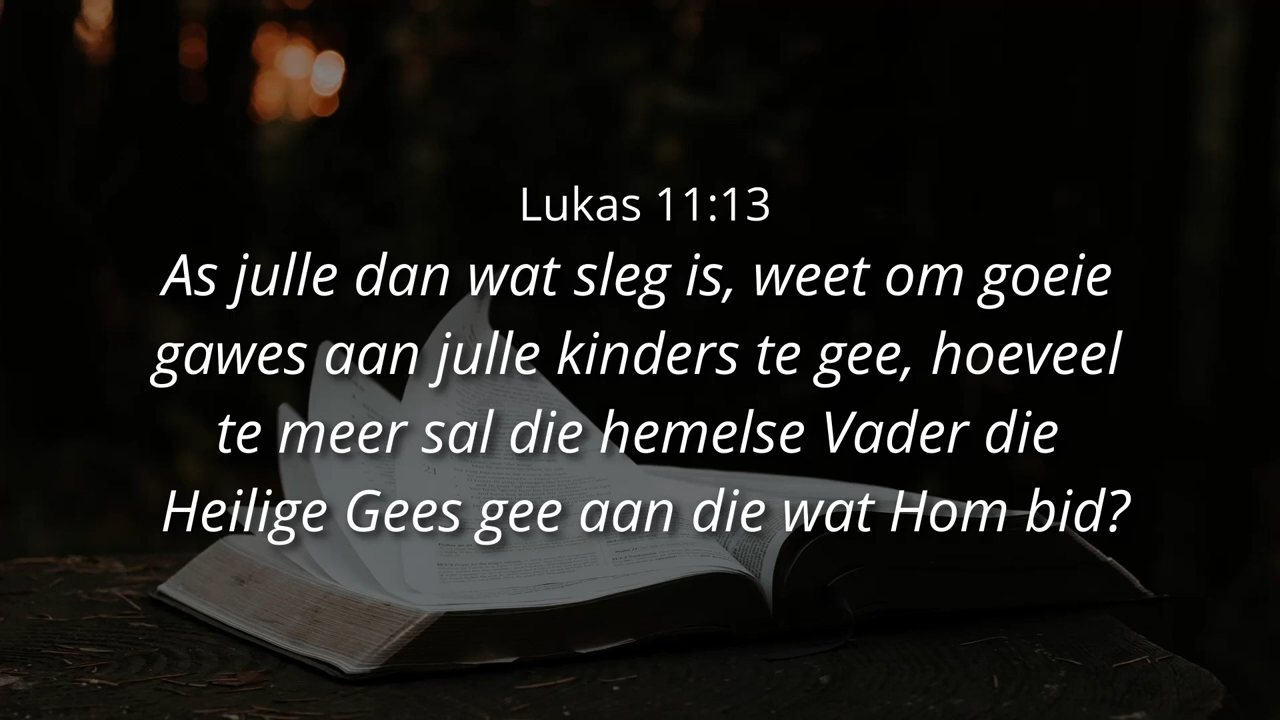 Lukas 11:13
As julle dan wat sleg is, weet om goeie
gawes aan julle kinders te gee, hoeveel
te meer sal die hemelse Vader die
Heilige Gees gee aan die wat Hom bid?